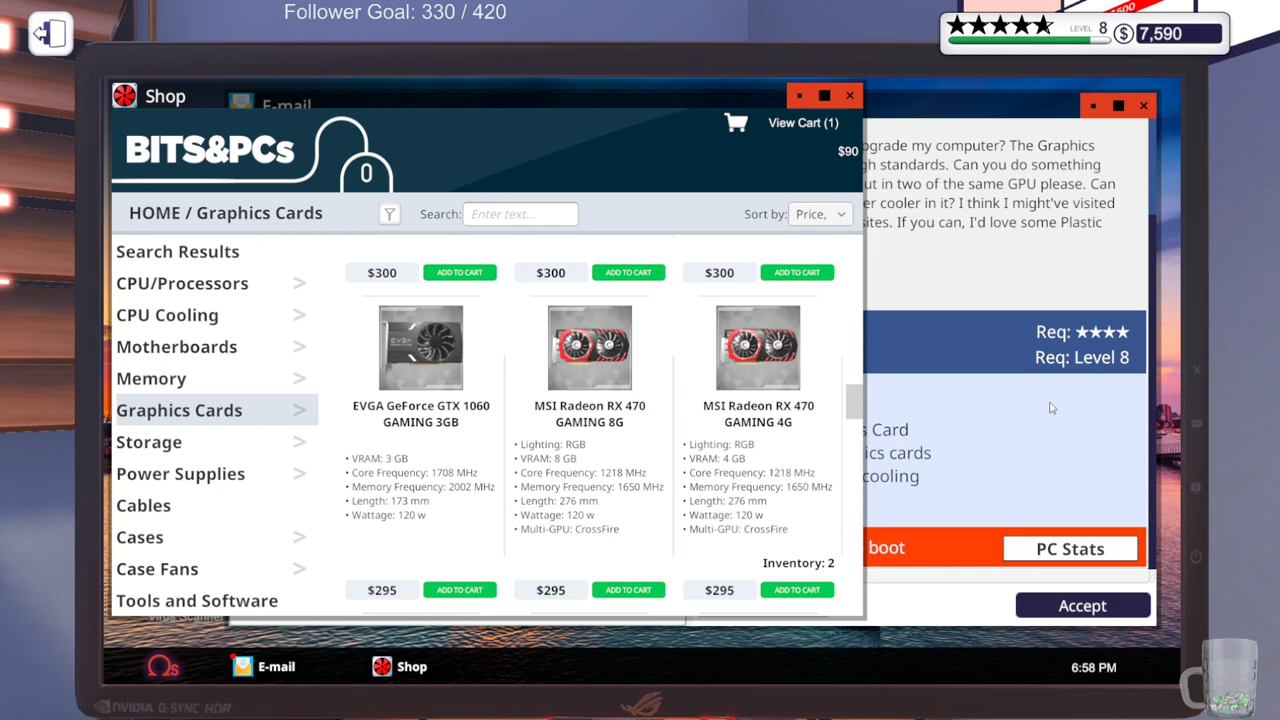 Follower Goal: 330 / 420
LEVEL 8
$ 7,590
Shop
E-mail
BITS&PCs
View Cart (1)
$90
HOME / Graphics Cards
Search: Enter text...
Sort by: Price,
Search Results
CPU/Processors >
CPU Cooling >
Motherboards >
Memory >
Graphics Cards >
Storage >
Power Supplies >
Cables
Cases >
Case Fans >
Tools and Software
$300 ADD TO CART
$300 ADD TO CART
$300 ADD TO CART
EVGA GeForce GTX 1060
GAMING 3GB
• VRAM: 3 GB
• Core Frequency: 1708 MHz
• Memory Frequency: 2002 MHz
• Length: 173 mm
• Wattage: 120 w
$295 ADD TO CART
MSI Radeon RX 470
GAMING 8G
• Lighting: RGB
• VRAM: 8 GB
• Core Frequency: 1218 MHz
• Memory Frequency: 1650 MHz
• Length: 276 mm
• Wattage: 120 w
• Multi-GPU: CrossFire
$295 ADD TO CART
MSI Radeon RX 470
GAMING 4G
• Lighting: RGB
• VRAM: 4 GB
• Core Frequency: 1218 MHz
• Memory Frequency: 1650 MHz
• Length: 276 mm
• Wattage: 120 w
• Multi-GPU: CrossFire
Inventory: 2
$295 ADD TO CART
my computer? The Graphics
standards. Can you do something
in two of the same GPU please. Can
cooler in it? I think I might've visited
If you can, I'd love some Plastic
Req: ★★★★
Req: Level 8
Card
cards
cooling
boot
PC Stats
Accept
E-mail
Shop
6:58 PM
NVIDIA G-SYNC HDR